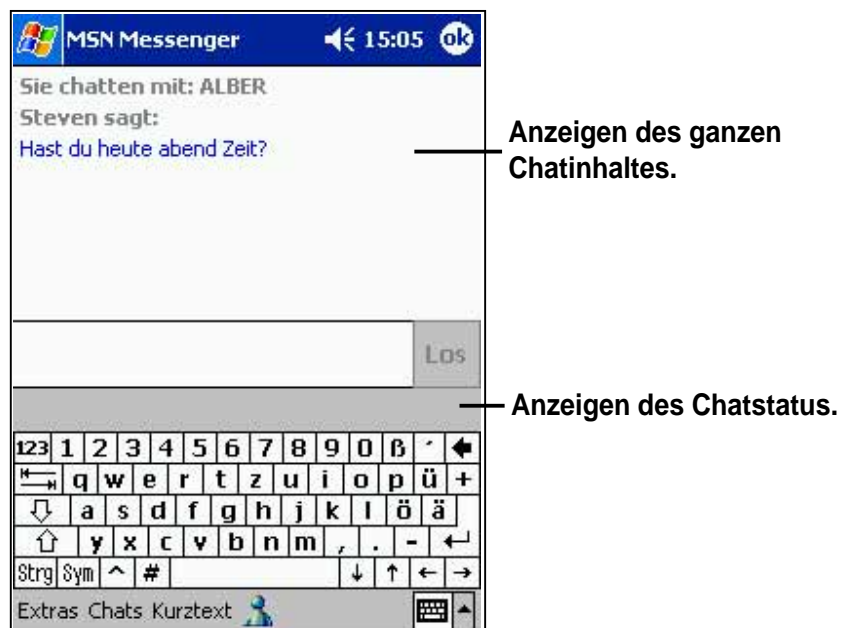 MSN Messenger 15:05 ok
Sie chatten mit: ALBER
Steven sagt:
Hast du heute abend Zeit?
Anzeigen des ganzen
Chatinhaltes.
Los
Anzeigen des Chatstatus.
123 1 2 3 4 5 6 7 8 9 0 ß ´
q w e r t z u i o p ü +
a s d f g h j k l ö ä
y x c v b n m , . -
Strg Sym ^ # ↓ ↑ ← →
Extras Chats Kurztext